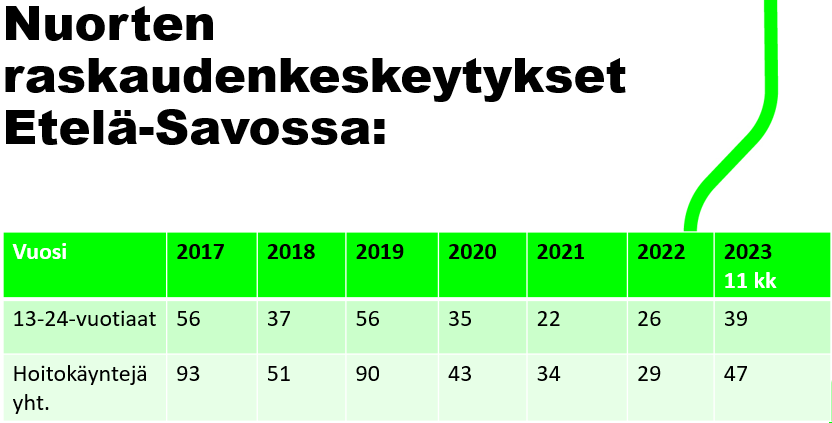 Nuorten
raskaudenkeskeytykset
Etelä-Savossa:
Vuosi 2017 2018 2019 2020 2021 2022 2023
11 kk
13-24-vuotiaat 56 37 56 35 22 26 39
Hoitokäyntejä 93 51 90 43 34 29 47
yht.